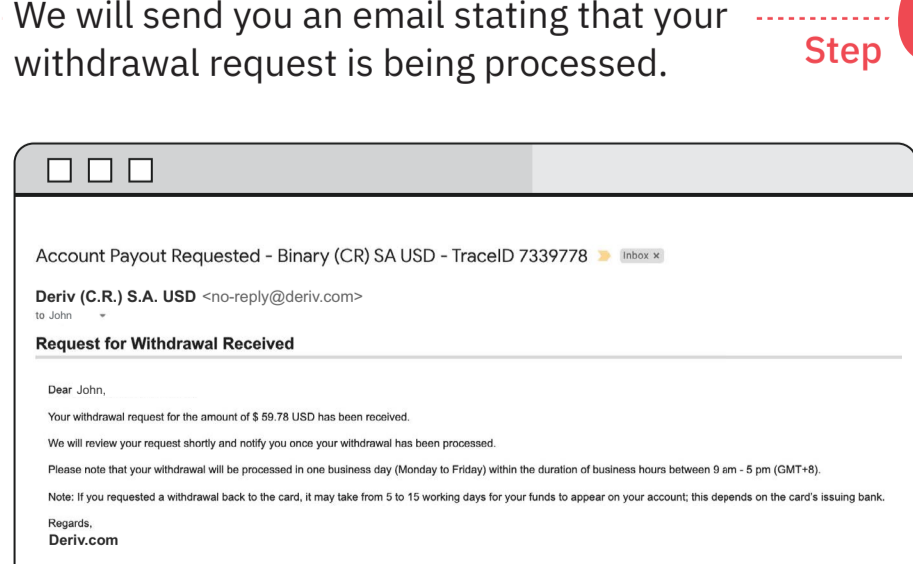 We will send you an email stating that your
withdrawal request is being processed.
Step
Account Payout Requested - Binary (CR) SA USD - TraceID 7339778
Inbox x
Deriv (C.R.) S.A. USD <no-reply@deriv.com>
to John
Request for Withdrawal Received
Dear John,
Your withdrawal request for the amount of $ 59.78 USD has been received.
We will review your request shortly and notify you once your withdrawal has been processed.
Please note that your withdrawal will be processed in one business day (Monday to Friday) within the duration of business hours between 9 am - 5 pm (GMT+8).
Note: If you requested a withdrawal back to the card, it may take from 5 to 15 working days for your funds to appear on your account; this depends on the card's issuing bank.
Regards,
Deriv.com